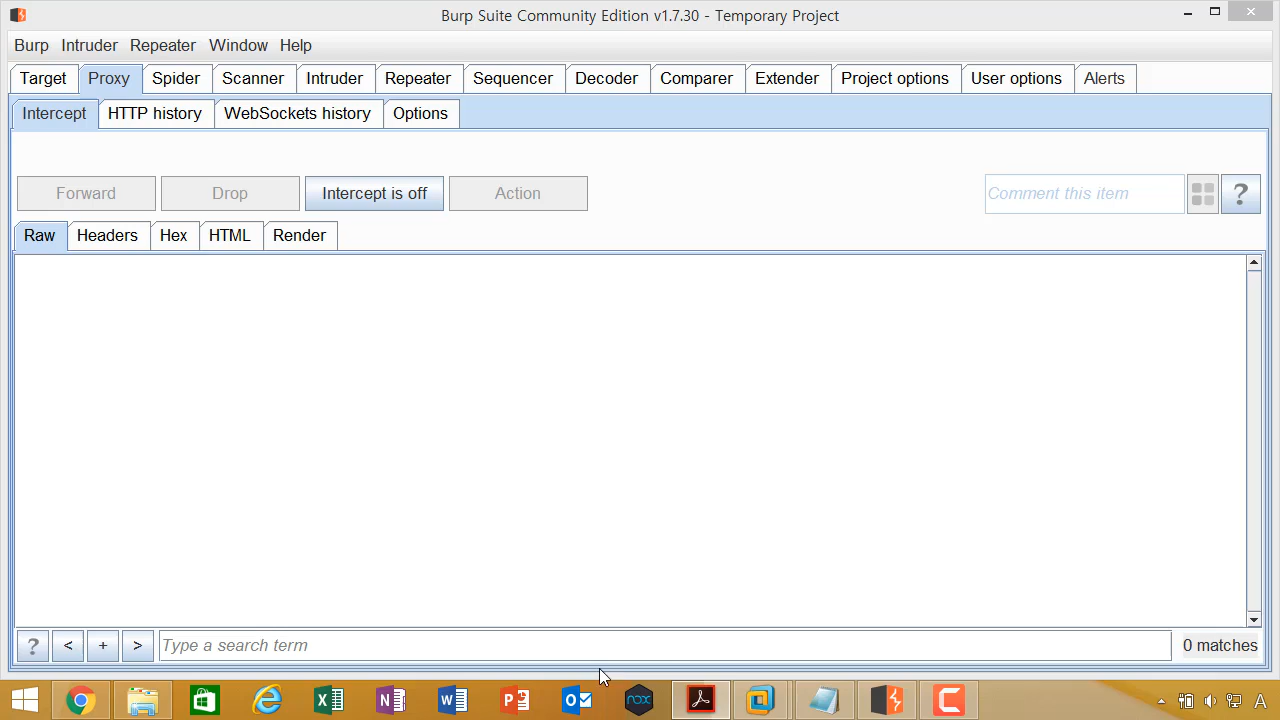 Burp Suite Community Edition v1.7.30 - Temporary Project
Burp Intruder Repeater Window Help
Target Proxy Spider Scanner Intruder Repeater Sequencer Decoder Comparer Extender Project options User options Alerts
Intercept HTTP history WebSockets history Options
Forward Drop Intercept is off Action Comment this item ?
Raw Headers Hex HTML Render
? < + > Type a search term 0 matches
nox A